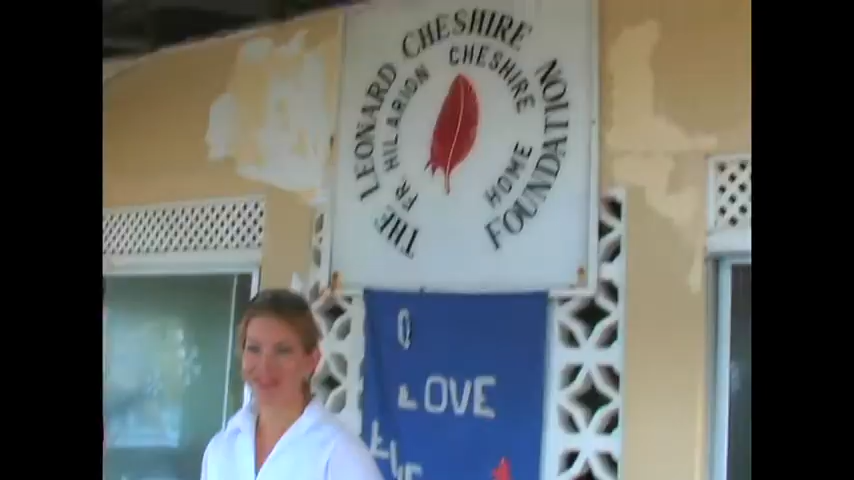 THE LEONARD CHESHIRE FOUNDATION
FR HILARION CHESHIRE HOME
LOVE